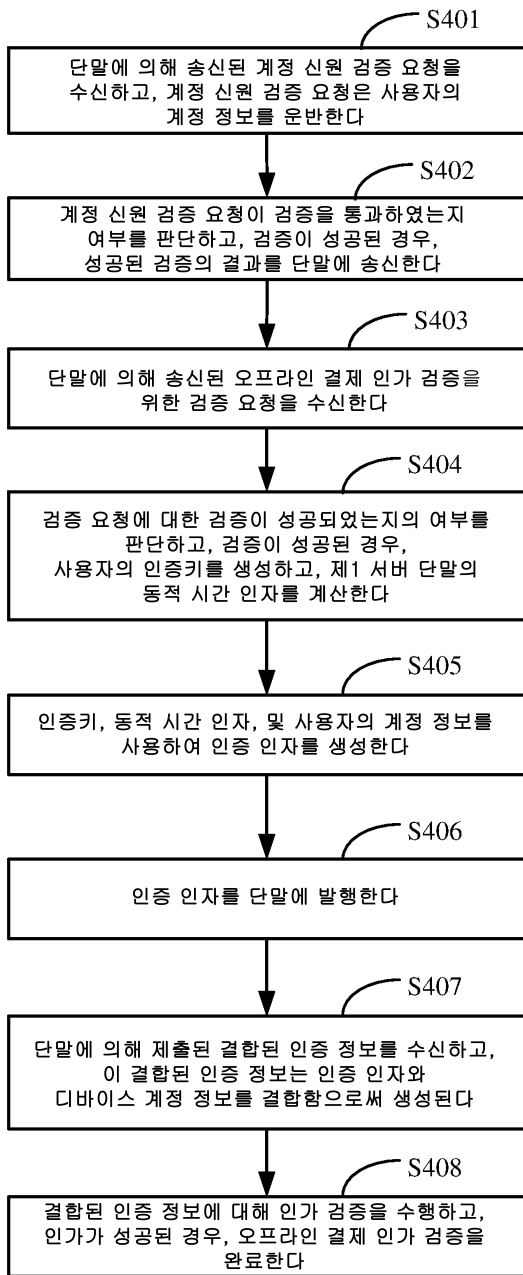 S401
단말에 의해 송신된 계정 신원 검증 요청을
수신하고, 계정 신원 검증 요청은 사용자의
계정 정보를 운반한다
S402
계정 신원 검증 요청이 검증을 통과하였는지
여부를 판단하고, 검증이 성공된 경우,
성공된 검증의 결과를 단말에 송신한다
S403
단말에 의해 송신된 오프라인 결제 인가 검증을
위한 검증 요청을 수신한다
S404
검증 요청에 대한 검증이 성공되었는지의 여부를
판단하고, 검증이 성공된 경우,
사용자의 인증키를 생성하고, 제1 서버 단말의
동적 시간 인자를 계산한다
S405
인증키, 동적 시간 인자, 및 사용자의 계정 정보를
사용하여 인증 인자를 생성한다
S406
인증 인자를 단말에 발행한다
S407
단말에 의해 제출된 결합된 인증 정보를 수신하고,
이 결합된 인증 정보는 인증 인자와
디바이스 계정 정보를 결합함으로써 생성된다
S408
결합된 인증 정보에 대해 인가 검증을 수행하고,
인가가 성공된 경우, 오프라인 결제 인가 검증을
완료한다